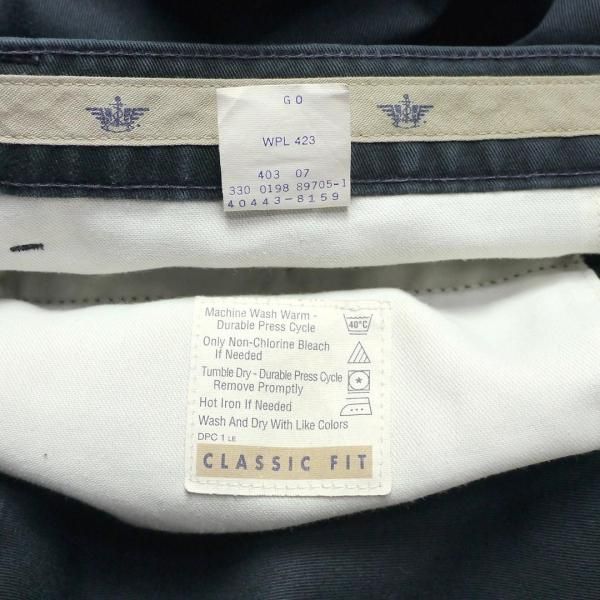 GO
WPL 423
403 07
330 0198 89705-1
40443-8159
Machine Wash Warm -
Durable Press Cycle
40°C
Only Non-Chlorine Bleach
If Needed
Tumble Dry - Durable Press Cycle
Remove Promptly
Hot Iron If Needed
Wash And Dry With Like Colors
DPC 1 LE
CLASSIC FIT